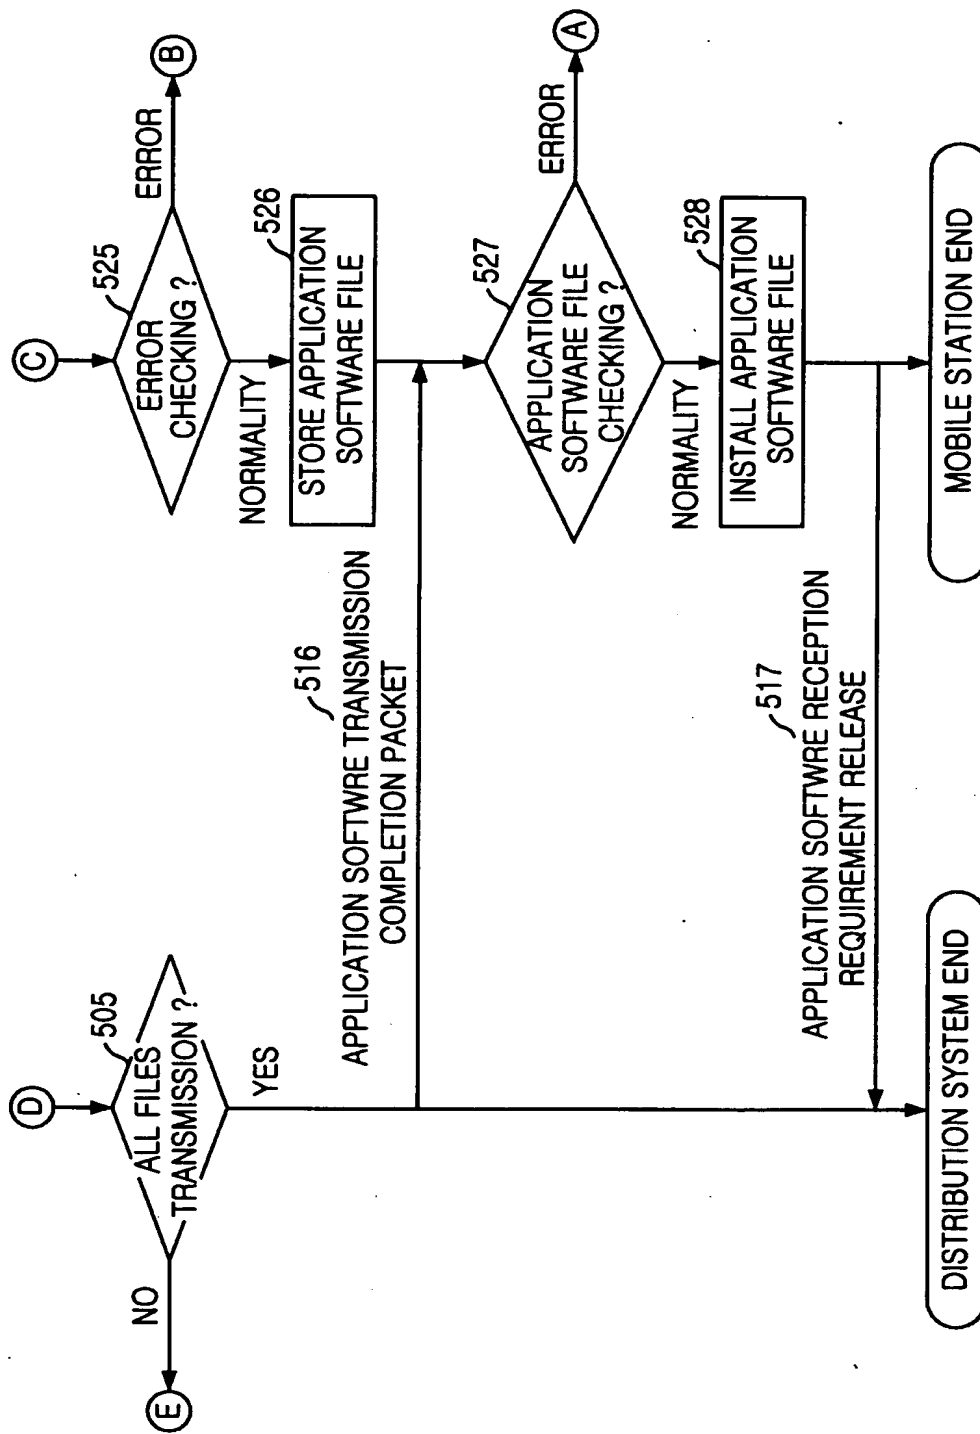 D
505
ALL FILES
TRANSMISSION ?
NO
E
YES
516
APPLICATION SOFTWRE TRANSMISSION
COMPLETION PACKET
517
APPLICATION SOFTWRE RECEPTION
REQUIREMENT RELEASE
DISTRIBUTION SYSTEM END
C
525
ERROR
CHECKING ?
ERROR
B
NORMALITY
526
STORE APPLICATION
SOFTWARE FILE
527
APPLICATION
SOFTWARE FILE
CHECKING ?
ERROR
A
NORMALITY
528
INSTALL APPLICATION
SOFTWARE FILE
MOBILE STATION END